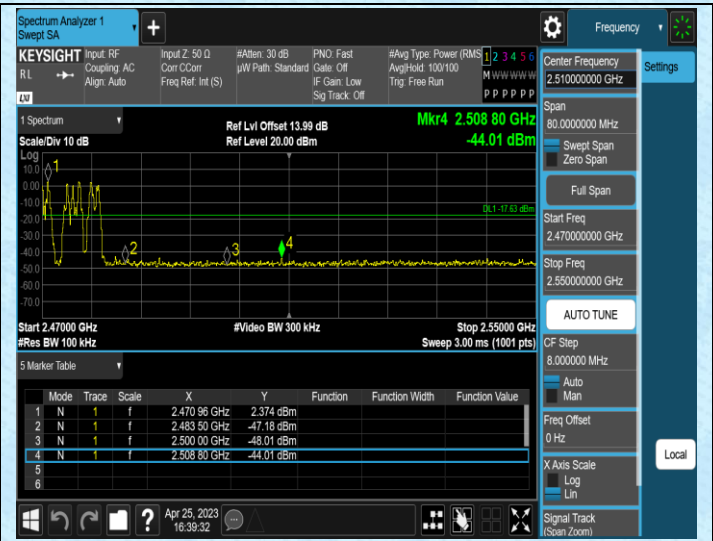 Spectrum Analyzer 1
Swept SA
Frequency
KEYSIGHT
RL
LXI
Input: RF
Coupling: AC
Align: Auto
Input Z: 50 Ω
Corr CCorr
Freq Ref: Int (S)
#Atten: 30 dB
µW Path: Standard
PNO: Fast
Gate: Off
IF Gain: Low
Sig Track: Off
#Avg Type: Power (RMS
Avg|Hold: 100/100
Trig: Free Run
1 2 3 4 5 6
M W W W W W
P P P P P P
1 Spectrum
Scale/Div 10 dB
Ref Lvl Offset 13.99 dB
Ref Level 20.00 dBm
Mkr4 2.508 80 GHz
-44.01 dBm
Log
10.0
0.00
-10.0
-20.0
-30.0
-40.0
-50.0
-60.0
-70.0
1
2
3
4
DL1 -17.63 dBm
Start 2.47000 GHz
#Res BW 100 kHz
#Video BW 300 kHz
Stop 2.55000 GHz
Sweep 3.00 ms (1001 pts)
5 Marker Table
Mode Trace Scale X Y Function Function Width Function Value
1 N 1 f 2.470 96 GHz 2.374 dBm
2 N 1 f 2.483 50 GHz -47.18 dBm
3 N 1 f 2.500 00 GHz -48.01 dBm
4 N 1 f 2.508 80 GHz -44.01 dBm
5
6
Apr 25, 2023
16:39:32
Center Frequency
2.510000000 GHz
Span
80.0000000 MHz
Swept Span
Zero Span
Full Span
Start Freq
2.470000000 GHz
Stop Freq
2.550000000 GHz
AUTO TUNE
CF Step
8.000000 MHz
Auto
Man
Freq Offset
0 Hz
X Axis Scale
Log
Lin
Signal Track
(Span Zoom)
Settings
Local